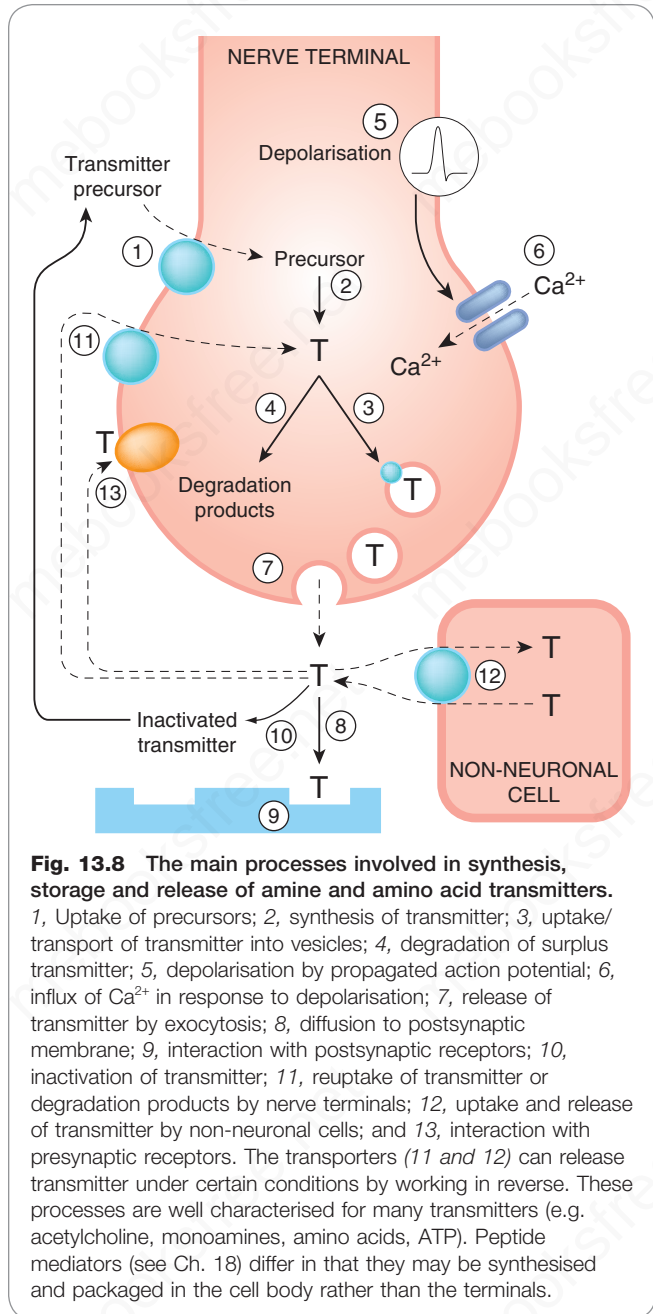 NERVE TERMINAL
5
Depolarisation
Transmitter
precursor
6
1
Precursor
Ca²⁺
2
Ca²⁺
11
T
4
3
T
13
Degradation
products
T
T
7
T
T
12
T
Inactivated
transmitter
10
8
T
NON-NEURONAL
CELL
9
Fig. 13.8 The main processes involved in synthesis,
storage and release of amine and amino acid transmitters.
1, Uptake of precursors; 2, synthesis of transmitter; 3, uptake/
transport of transmitter into vesicles; 4, degradation of surplus
transmitter; 5, depolarisation by propagated action potential; 6,
influx of Ca²⁺ in response to depolarisation; 7, release of
transmitter by exocytosis; 8, diffusion to postsynaptic
membrane; 9, interaction with postsynaptic receptors; 10,
inactivation of transmitter; 11, reuptake of transmitter or
degradation products by nerve terminals; 12, uptake and release
of transmitter by non-neuronal cells; and 13, interaction with
presynaptic receptors. The transporters (11 and 12) can release
transmitter under certain conditions by working in reverse. These
processes are well characterised for many transmitters (e.g.
acetylcholine, monoamines, amino acids, ATP). Peptide
mediators (see Ch. 18) differ in that they may be synthesised
and packaged in the cell body rather than the terminals.